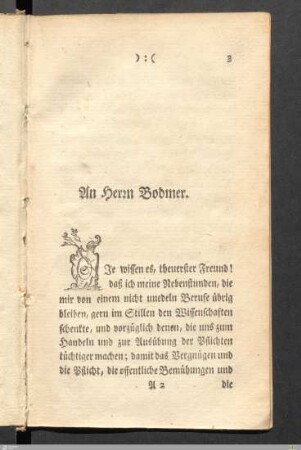 ):( 3
An Herrn Bodmer.
Sie wissen es, theuerster Freund!
daß ich meine Nebenstunden, die
mir von einem nicht unedeln Berufe übrig
bleiben, gern im Stillen den Wissenschaften
schenkte, und vorzüglich denen, die uns zum
Handeln und zur Ausübung der Pflichten
tüchtiger machen; damit das Vergnügen und
die Pflicht, die öffentliche Bemühungen und
A 2 die